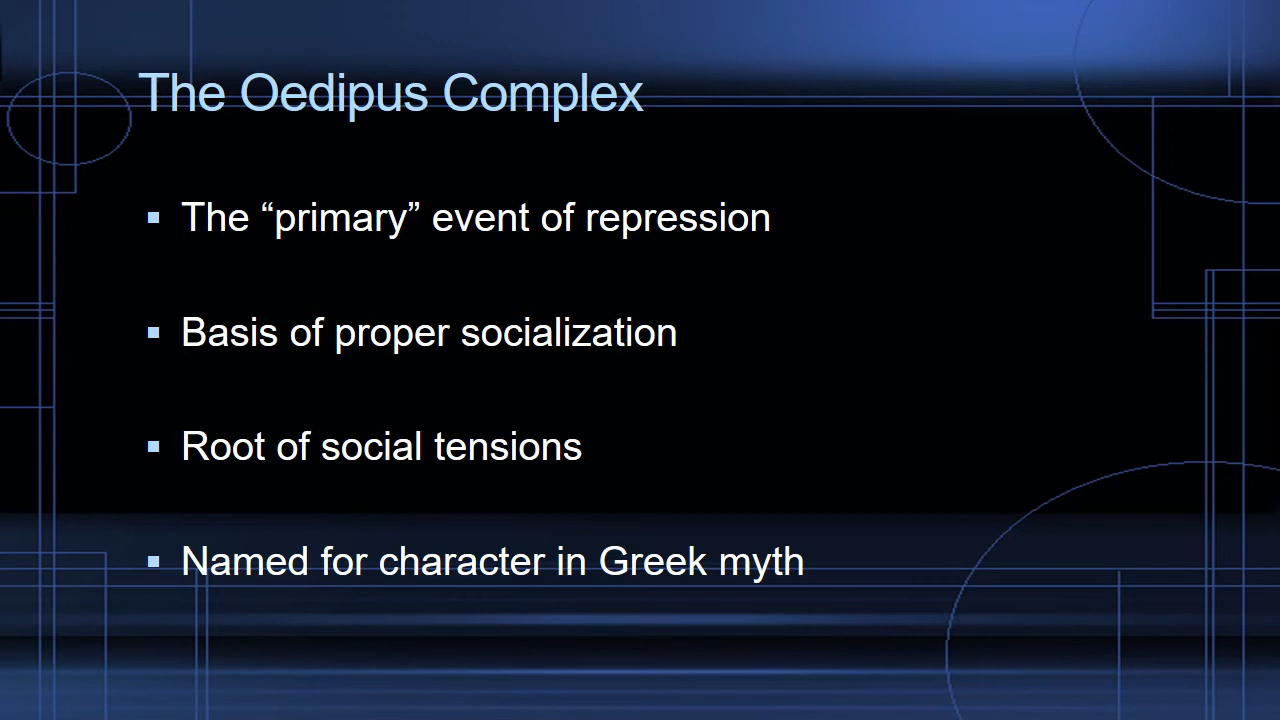 The Oedipus Complex
▪ The “primary” event of repression
▪ Basis of proper socialization
▪ Root of social tensions
▪ Named for character in Greek myth